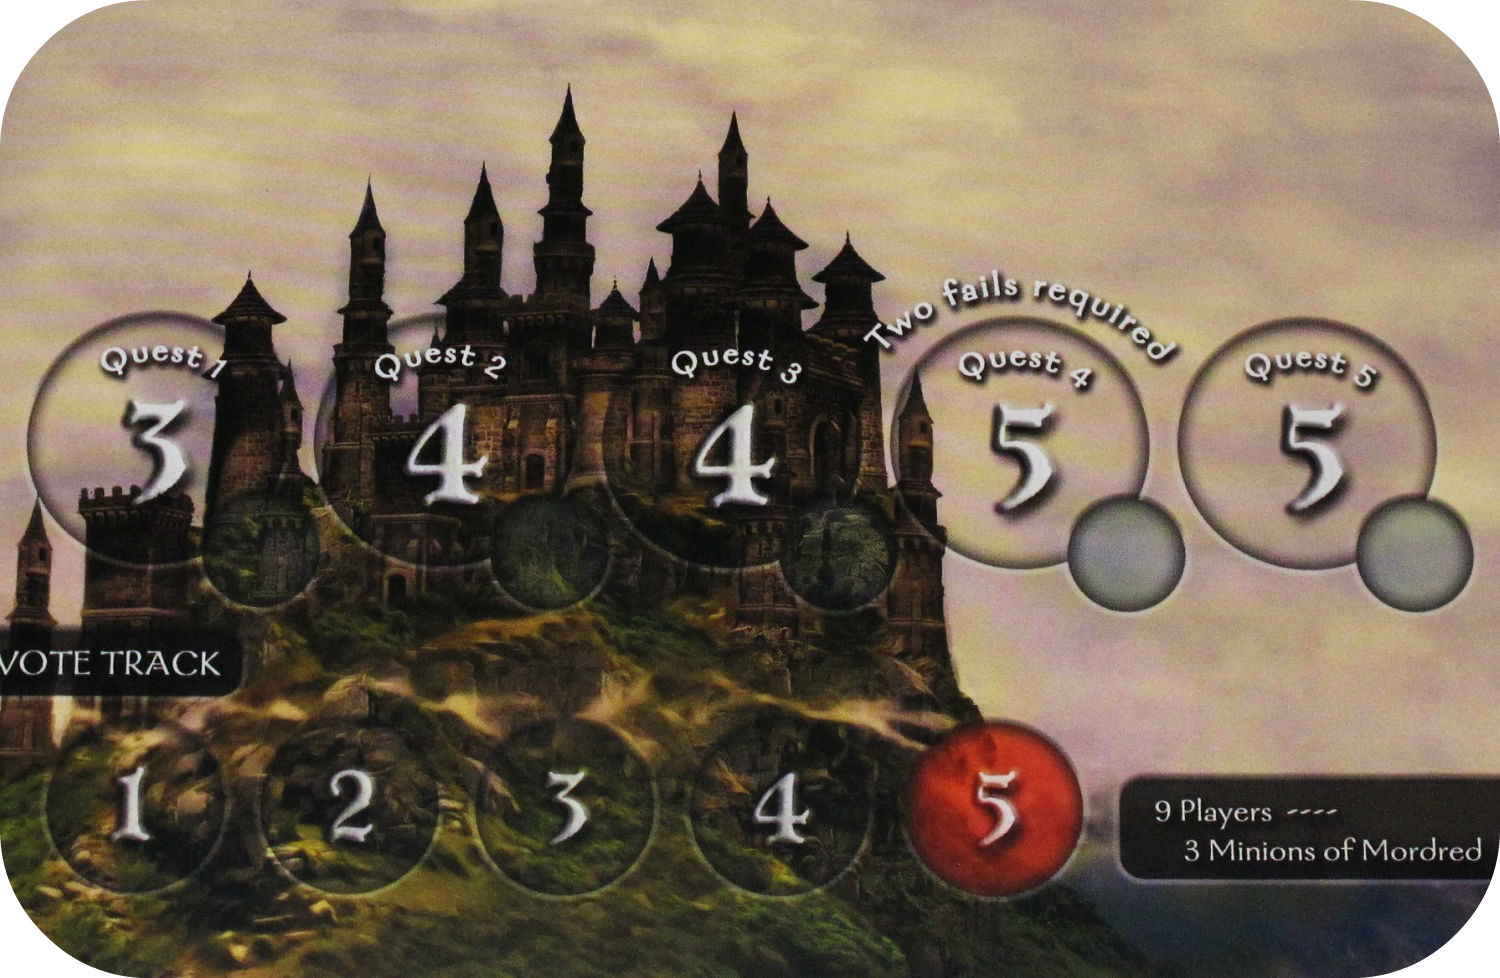 Two fails required
Quest 1
Quest 2
Quest 3
Quest 4
Quest 5
3
4
4
5
5
VOTE TRACK
1
2
3
4
5
9 Players ----
3 Minions of Mordred